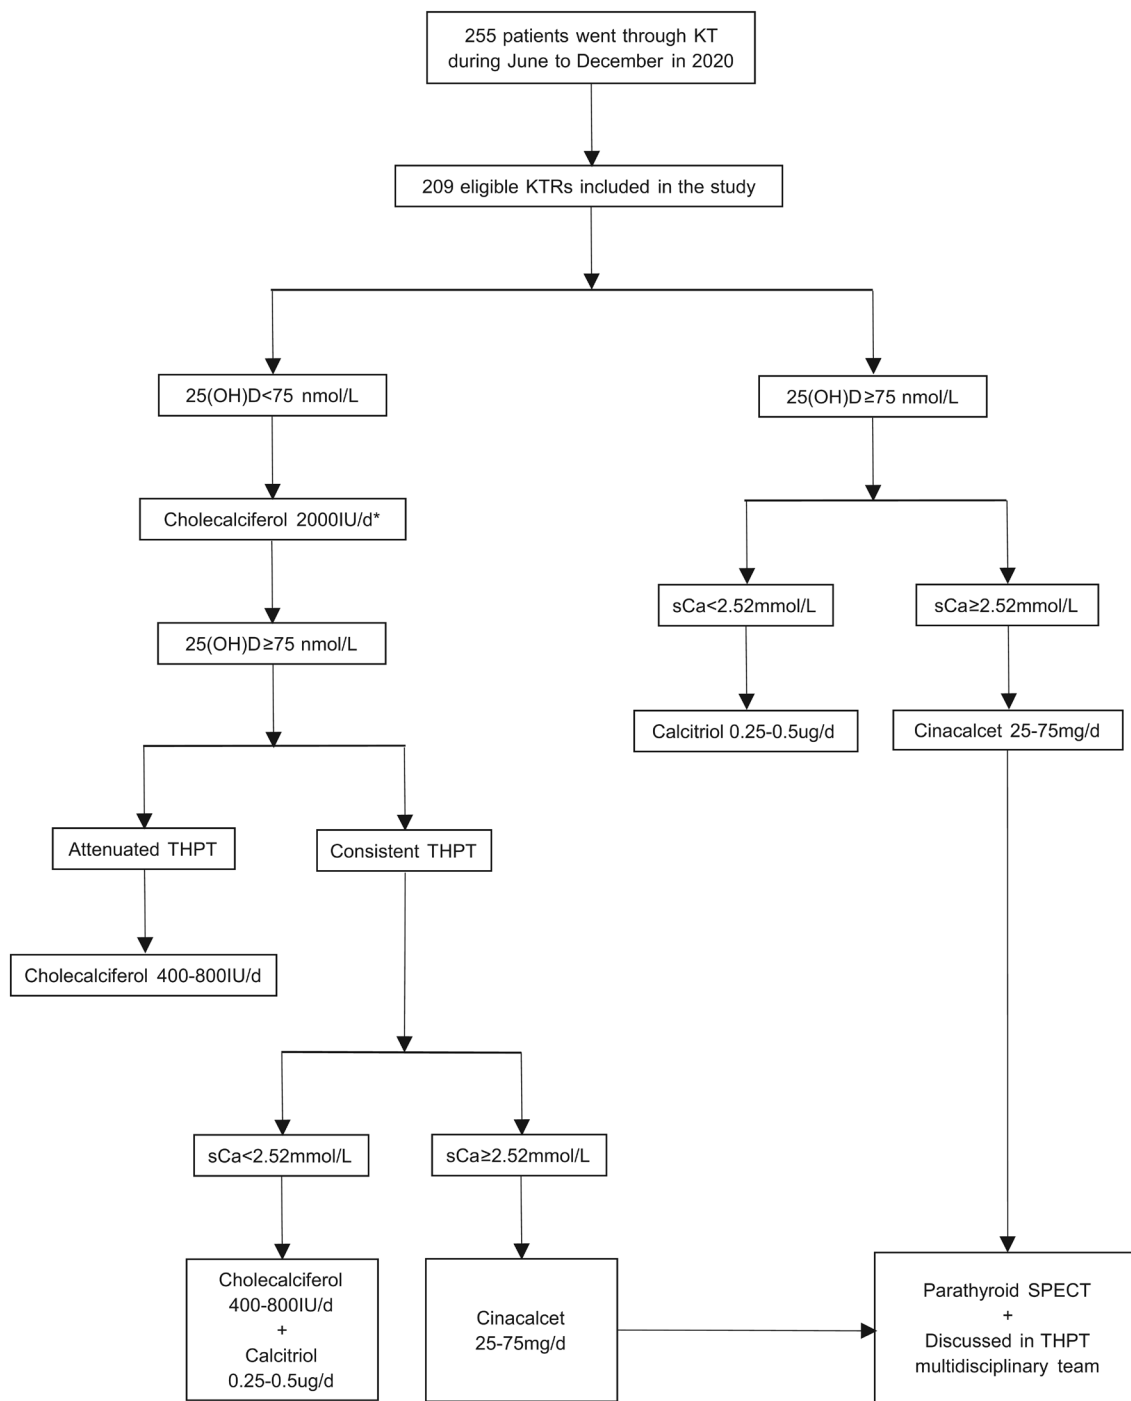 255 patients went through KT
during June to December in 2020
209 eligible KTRs included in the study
25(OH)D<75 nmol/L
25(OH)D≥75 nmol/L
Cholecalciferol 2000IU/d*
sCa<2.52mmol/L
sCa≥2.52mmol/L
25(OH)D≥75 nmol/L
Calcitriol 0.25-0.5ug/d
Cinacalcet 25-75mg/d
Attenuated THPT
Consistent THPT
Cholecalciferol 400-800IU/d
sCa<2.52mmol/L
sCa≥2.52mmol/L
Cholecalciferol
400-800IU/d
+
Calcitriol
0.25-0.5ug/d
Cinacalcet
25-75mg/d
Parathyroid SPECT
+
Discussed in THPT
multidisciplinary team